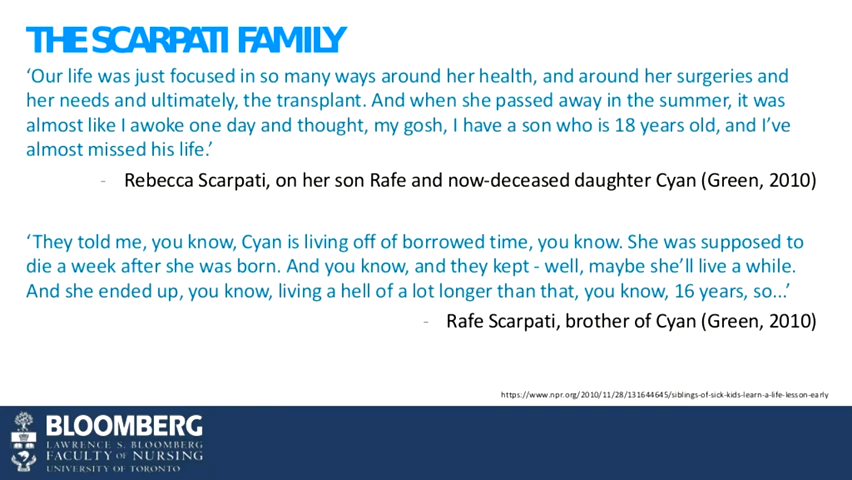 THE SCARPATI FAMILY
‘Our life was just focused in so many ways around her health, and around her surgeries and
her needs and ultimately, the transplant. And when she passed away in the summer, it was
almost like I awoke one day and thought, my gosh, I have a son who is 18 years old, and I’ve
almost missed his life.’
- Rebecca Scarpati, on her son Rafe and now-deceased daughter Cyan (Green, 2010)
‘They told me, you know, Cyan is living off of borrowed time, you know. She was supposed to
die a week after she was born. And you know, and they kept - well, maybe she’ll live a while.
And she ended up, you know, living a hell of a lot longer than that, you know, 16 years, so...’
- Rafe Scarpati, brother of Cyan (Green, 2010)
https://www.npr.org/2010/11/28/131644645/siblings-of-sick-kids-learn-a-life-lesson-early
BLOOMBERG
LAWRENCE S. BLOOMBERG
FACULTY OF NURSING
UNIVERSITY OF TORONTO